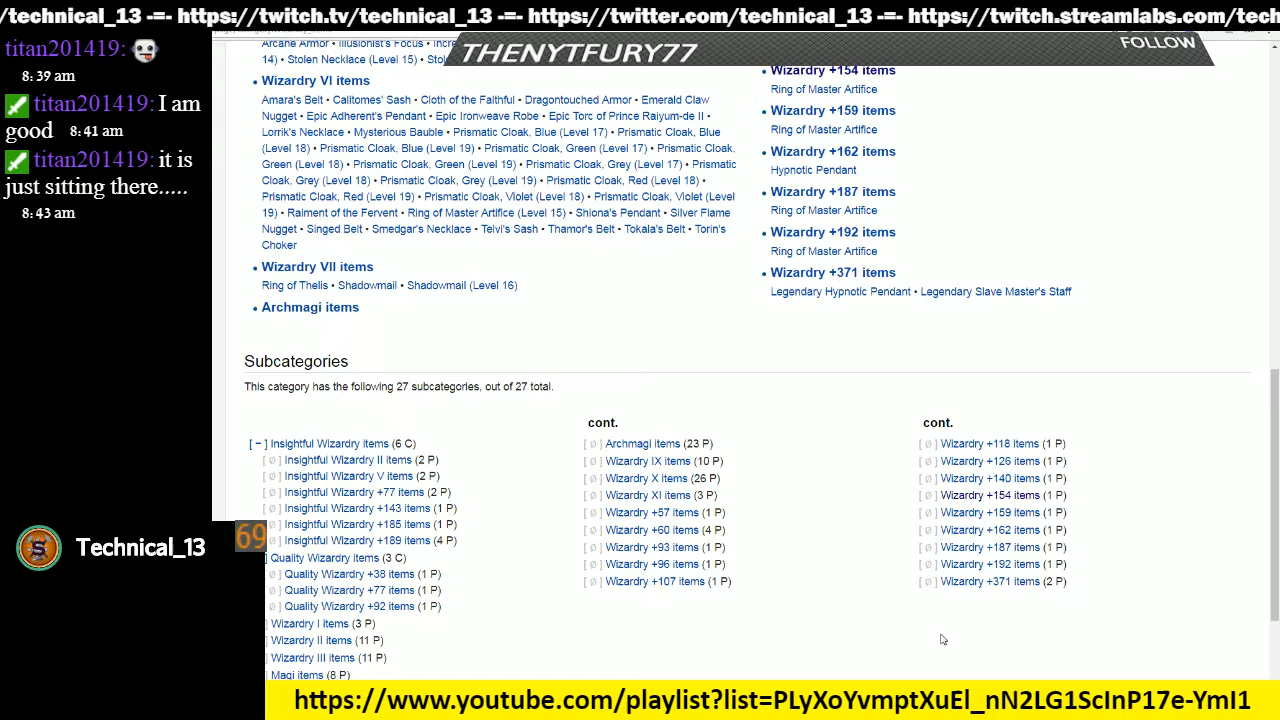 /technical_13 -=- https://twitch.tv/technical_13 -=- https://twitter.com/technical_13 -=- https://twitch.streamlabs.com/tech
titan201419:
8:39 am
titan201419: I am
good 8:41 am
titan201419: it is
just sitting there.....
8:43 am
THENYTFURY77
FOLLOW
14) • Stolen Necklace (Level 15) •
Wizardry VI items
Amara's Belt • Calitomes' Sash • Cloth of the Faithful • Dragontouched Armor • Emerald Claw
Nugget • Epic Adherent's Pendant • Epic Ironweave Robe • Epic Torc of Prince Raiyum-de II •
Lorrik's Necklace • Mysterious Bauble • Prismatic Cloak, Blue (Level 17) • Prismatic Cloak, Blue
(Level 18) • Prismatic Cloak, Blue (Level 19) • Prismatic Cloak, Green (Level 17) • Prismatic Cloak,
Green (Level 18) • Prismatic Cloak, Green (Level 19) • Prismatic Cloak, Grey (Level 17) • Prismatic
Cloak, Grey (Level 18) • Prismatic Cloak, Grey (Level 19) • Prismatic Cloak, Red (Level 18) •
Prismatic Cloak, Red (Level 19) • Prismatic Cloak, Violet (Level 18) • Prismatic Cloak, Violet (Level
19) • Raiment of the Fervent • Ring of Master Artifice (Level 15) • Shiona's Pendant • Silver Flame
Nugget • Singed Belt • Smedgar's Necklace • Telvi's Sash • Thamor's Belt • Tokala's Belt • Torin's
Choker
Wizardry VII items
Ring of Thelis • Shadowmail • Shadowmail (Level 16)
Archmagi items
Wizardry +154 items
Ring of Master Artifice
Wizardry +159 items
Ring of Master Artifice
Wizardry +162 items
Hypnotic Pendant
Wizardry +187 items
Ring of Master Artifice
Wizardry +192 items
Ring of Master Artifice
Wizardry +371 items
Legendary Hypnotic Pendant • Legendary Slave Master's Staff
Subcategories
This category has the following 27 subcategories, out of 27 total.
[−] Insightful Wizardry items (6 C)
[∅] Insightful Wizardry II items (2 P)
[∅] Insightful Wizardry V items (2 P)
[∅] Insightful Wizardry +77 items (2 P)
[∅] Insightful Wizardry +143 items (1 P)
∅] Insightful Wizardry +185 items (1 P)
∅] Insightful Wizardry +189 items (4 P)
] Quality Wizardry items (3 C)
[∅] Quality Wizardry +38 items (1 P)
[∅] Quality Wizardry +77 items (1 P)
[∅] Quality Wizardry +92 items (1 P)
] Wizardry I items (3 P)
] Wizardry II items (11 P)
] Wizardry III items (11 P)
] Magi items (8 P)
cont.
[∅] Archmagi items (23 P)
[∅] Wizardry IX items (10 P)
[∅] Wizardry X items (26 P)
[∅] Wizardry XI items (3 P)
[∅] Wizardry +57 items (1 P)
[∅] Wizardry +60 items (4 P)
[∅] Wizardry +93 items (1 P)
[∅] Wizardry +96 items (1 P)
[∅] Wizardry +107 items (1 P)
cont.
[∅] Wizardry +118 items (1 P)
[∅] Wizardry +126 items (1 P)
[∅] Wizardry +140 items (1 P)
[∅] Wizardry +154 items (1 P)
[∅] Wizardry +159 items (1 P)
[∅] Wizardry +162 items (1 P)
[∅] Wizardry +187 items (1 P)
[∅] Wizardry +192 items (1 P)
[∅] Wizardry +371 items (2 P)
S
Technical_13
69
https://www.youtube.com/playlist?list=PLyXoYvmptXuEl_nN2LG1ScInP17e-YmI1